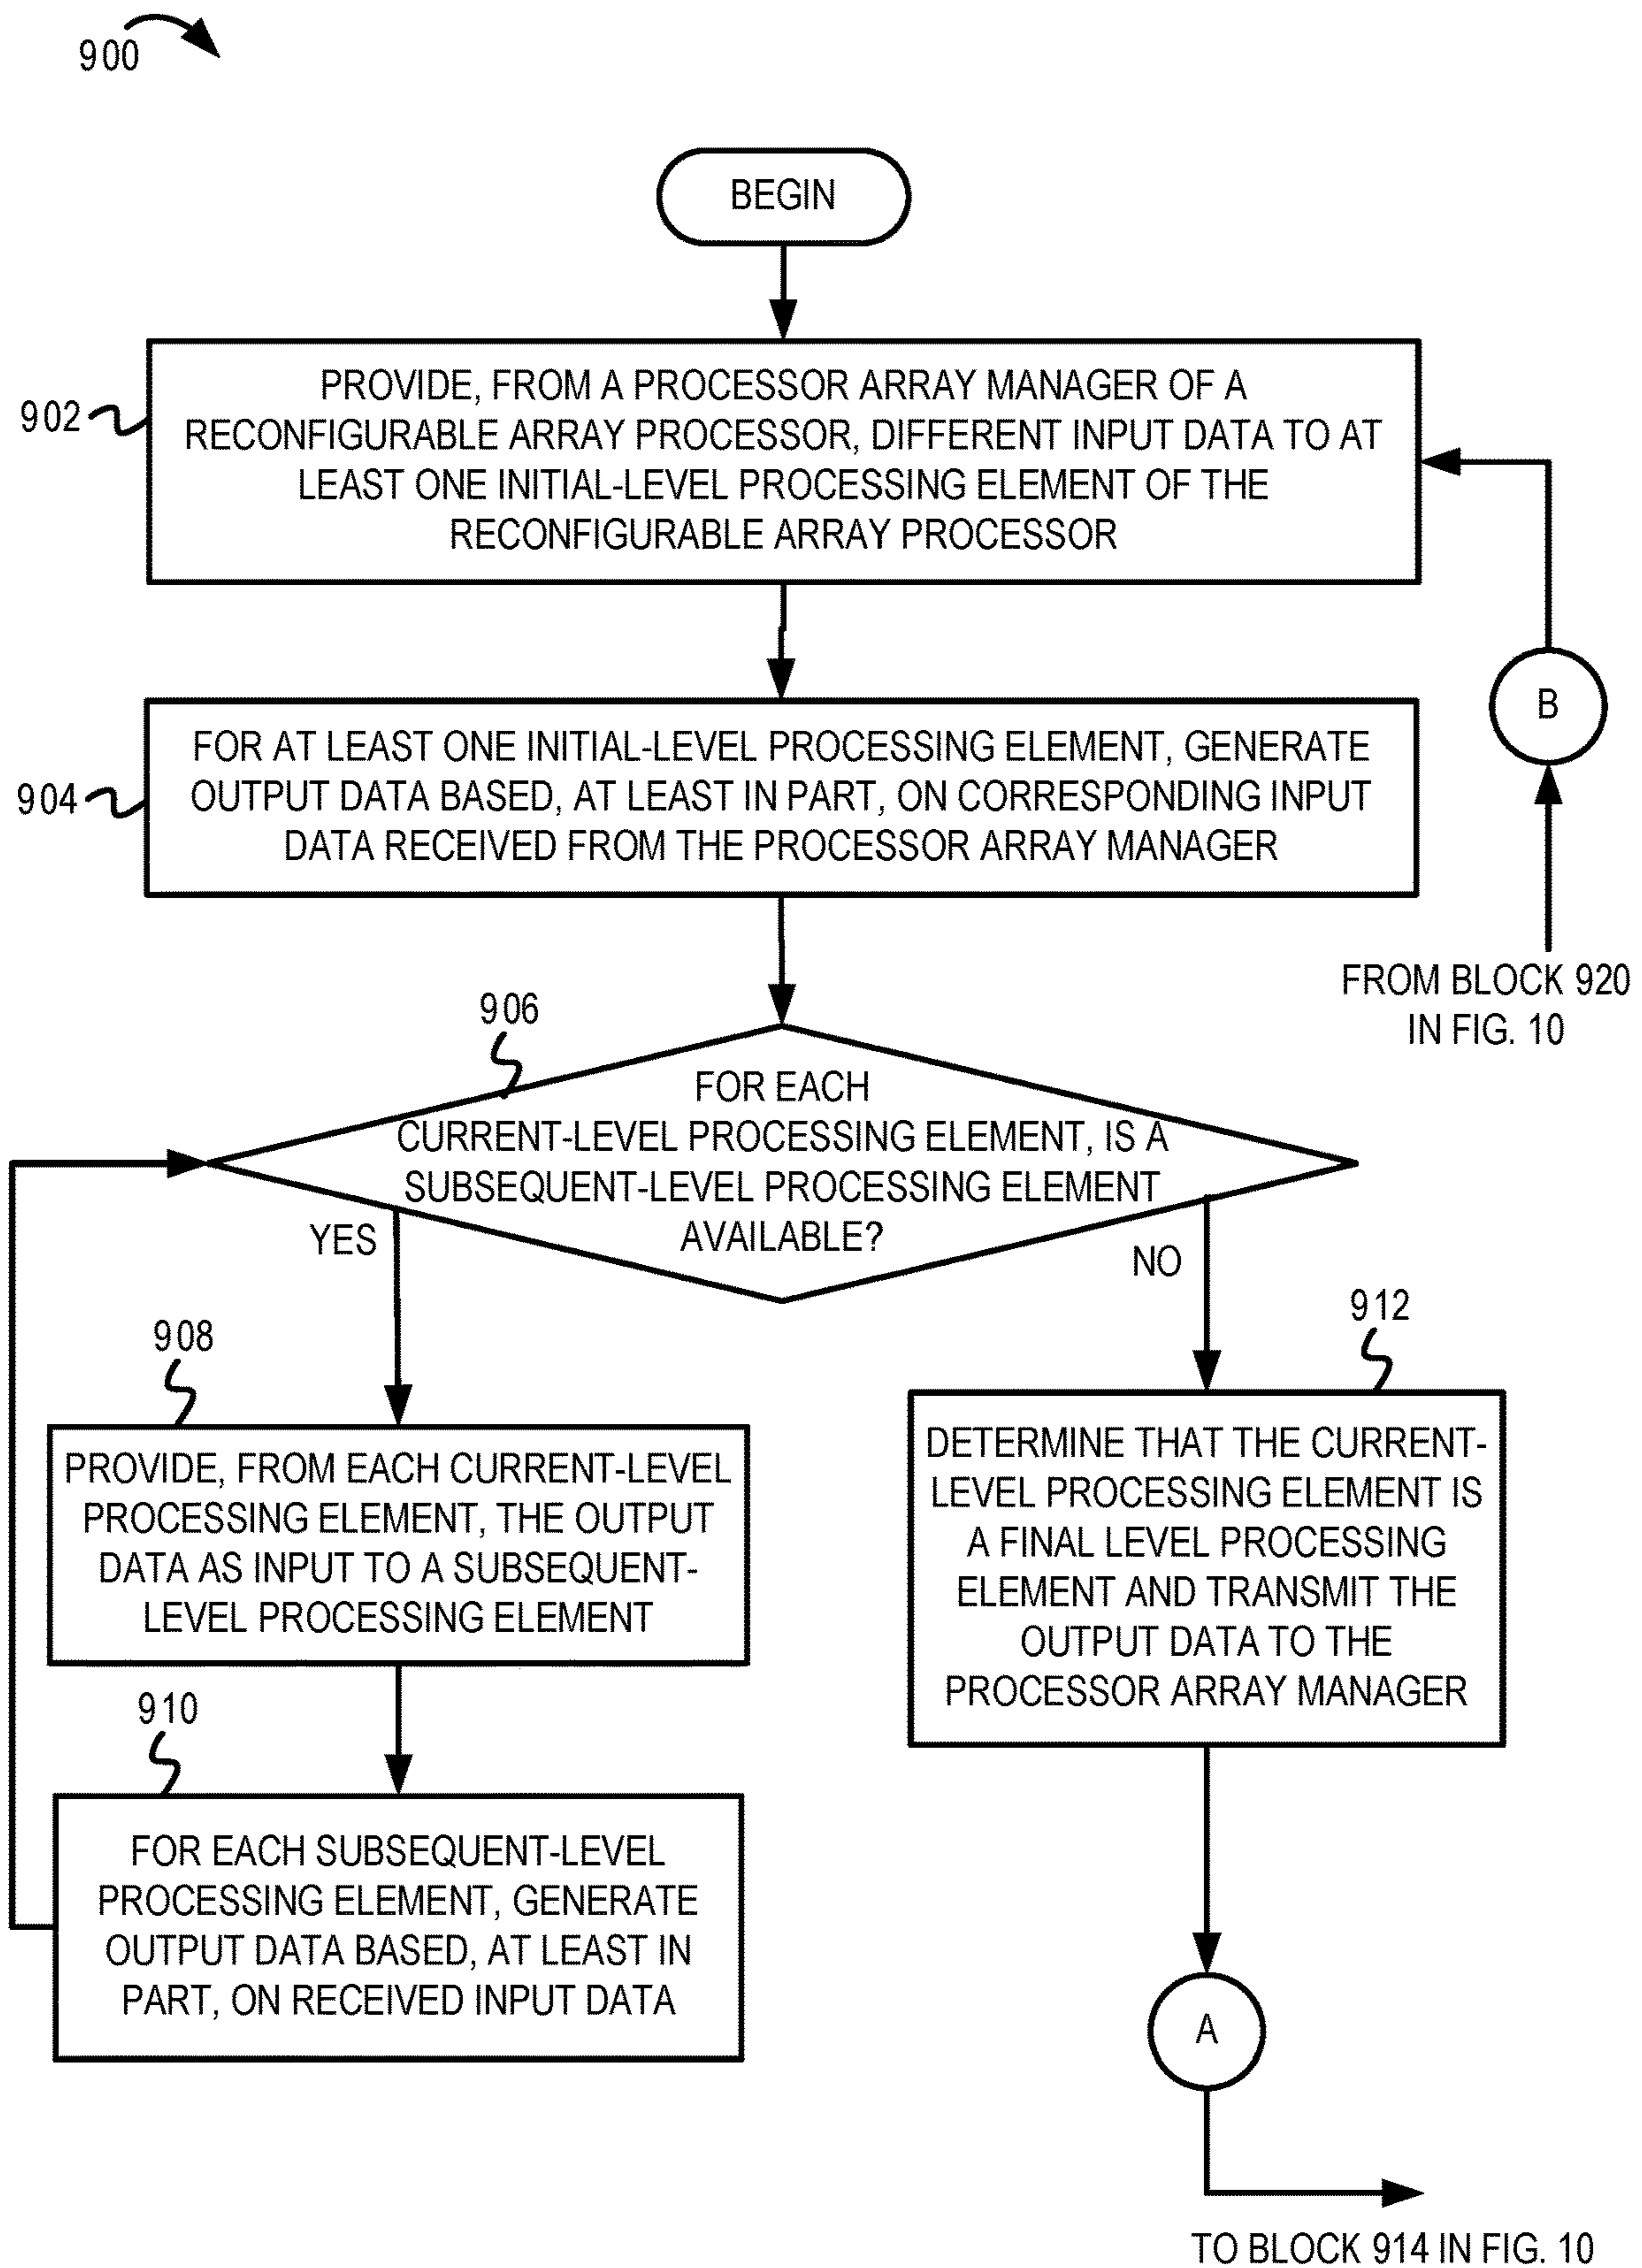 900
BEGIN
902
PROVIDE, FROM A PROCESSOR ARRAY MANAGER OF A
RECONFIGURABLE ARRAY PROCESSOR, DIFFERENT INPUT DATA TO AT
LEAST ONE INITIAL-LEVEL PROCESSING ELEMENT OF THE
RECONFIGURABLE ARRAY PROCESSOR
B
904
FOR AT LEAST ONE INITIAL-LEVEL PROCESSING ELEMENT, GENERATE
OUTPUT DATA BASED, AT LEAST IN PART, ON CORRESPONDING INPUT
DATA RECEIVED FROM THE PROCESSOR ARRAY MANAGER
FROM BLOCK 920
IN FIG. 10
906
FOR EACH
CURRENT-LEVEL PROCESSING ELEMENT, IS A
SUBSEQUENT-LEVEL PROCESSING ELEMENT
AVAILABLE?
YES
NO
908
PROVIDE, FROM EACH CURRENT-LEVEL
PROCESSING ELEMENT, THE OUTPUT
DATA AS INPUT TO A SUBSEQUENT-
LEVEL PROCESSING ELEMENT
912
DETERMINE THAT THE CURRENT-
LEVEL PROCESSING ELEMENT IS
A FINAL LEVEL PROCESSING
ELEMENT AND TRANSMIT THE
OUTPUT DATA TO THE
PROCESSOR ARRAY MANAGER
910
FOR EACH SUBSEQUENT-LEVEL
PROCESSING ELEMENT, GENERATE
OUTPUT DATA BASED, AT LEAST IN
PART, ON RECEIVED INPUT DATA
A
TO BLOCK 914 IN FIG. 10